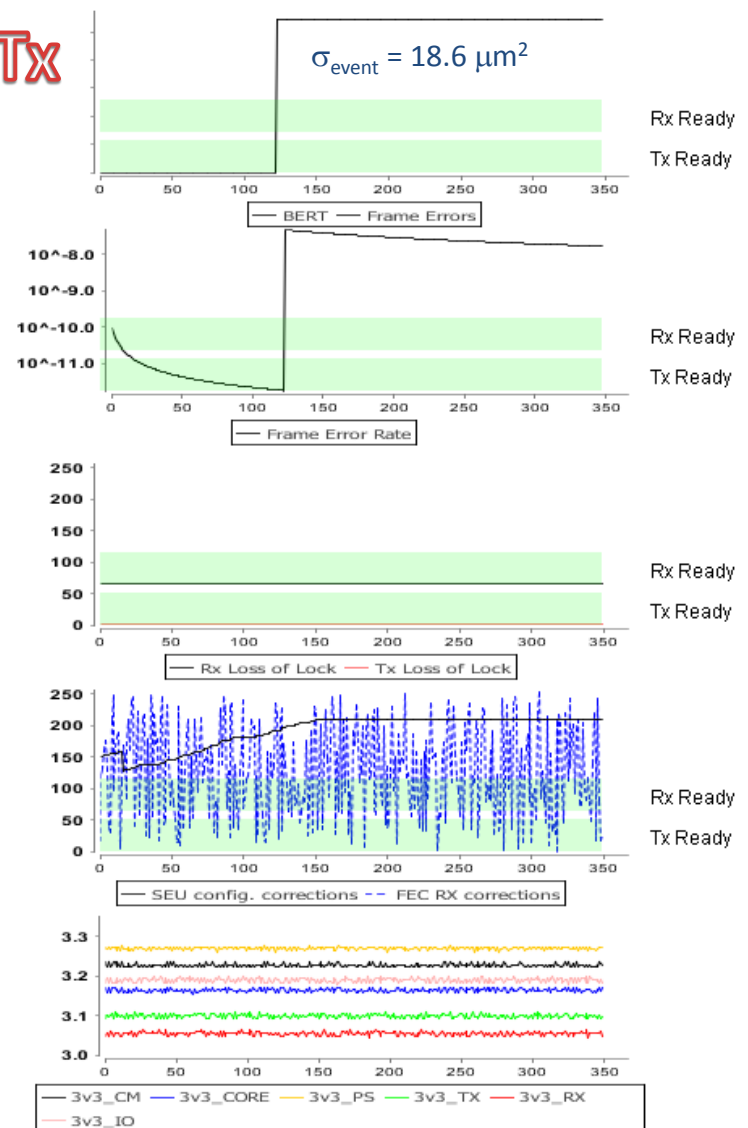 Tx
σevent = 18.6 μm²
Rx Ready
Tx Ready
0 50 100 150 200 250 300 350
— BERT — Frame Errors
10^-8.0
10^-9.0
10^-10.0
10^-11.0
Rx Ready
Tx Ready
0 50 100 150 200 250 300 350
— Frame Error Rate
250
200
150
100
50
0
Rx Ready
Tx Ready
0 50 100 150 200 250 300 350
— Rx Loss of Lock — Tx Loss of Lock
250
200
150
100
50
0
Rx Ready
Tx Ready
0 50 100 150 200 250 300 350
— SEU config. corrections -- FEC RX corrections
3.3
3.2
3.1
3.0
0 50 100 150 200 250 300 350
— 3v3_CM — 3v3_CORE — 3v3_PS — 3v3_TX — 3v3_RX
— 3v3_IO